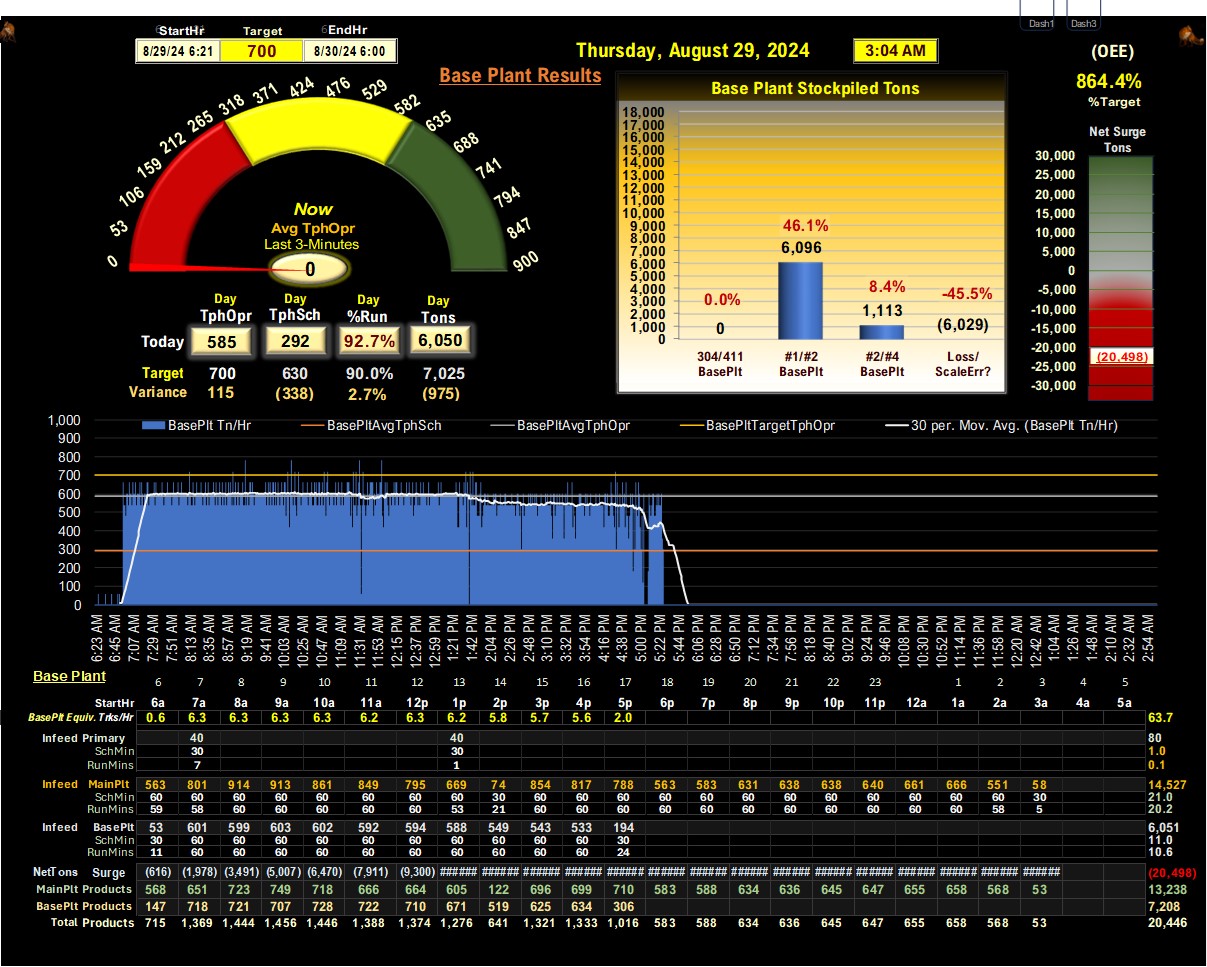 Dash1 Dash3
StartHr Target EndHr
8/29/24 6:21 700 8/30/24 6:00
Thursday, August 29, 2024 3:04 AM
(OEE)
864.4%
%Target
Base Plant Results
0 53 106 159 212 265 318 371 424 476 529 582 635 688 741 794 847 900
Now
Avg TphOpr
Last 3-Minutes
0
Day Day Day Day
TphOpr TphSch %Run Tons
Today 585 292 92.7% 6,050
Target 700 630 90.0% 7,025
Variance 115 (338) 2.7% (975)
Base Plant Stockpiled Tons
18,000
17,000
16,000
15,000
14,000
13,000
12,000
11,000
10,000
9,000
8,000
7,000
6,000
5,000
4,000
3,000
2,000
1,000
0
0.0% 46.1% 8.4% -45.5%
0 6,096 1,113 (6,029)
304/411 #1/#2 #2/#4 Loss/
BasePlt BasePlt BasePlt ScaleErr?
Net Surge
Tons
30,000
25,000
20,000
15,000
10,000
5,000
0
-5,000
-10,000
-15,000
-20,000
(20,498)
-25,000
-30,000
BasePlt Tn/Hr BasePltAvgTphSch BasePltAvgTphOpr BasePltTargetTphOpr 30 per. Mov. Avg. (BasePlt Tn/Hr)
1,000
900
800
700
600
500
400
300
200
100
0
6:23 AM 6:45 AM 7:07 AM 7:29 AM 7:51 AM 8:13 AM 8:35 AM 8:57 AM 9:19 AM 9:41 AM 10:03 AM 10:25 AM 10:47 AM 11:09 AM 11:31 AM 11:53 AM 12:15 PM 12:37 PM 12:59 PM 1:21 PM 1:42 PM 2:04 PM 2:26 PM 2:48 PM 3:10 PM 3:32 PM 3:54 PM 4:16 PM 4:38 PM 5:00 PM 5:22 PM 5:44 PM 6:06 PM 6:28 PM 6:50 PM 7:12 PM 7:34 PM 7:56 PM 8:18 PM 8:40 PM 9:02 PM 9:24 PM 9:46 PM 10:08 PM 10:30 PM 10:52 PM 11:14 PM 11:36 PM 11:58 PM 12:20 AM 12:42 AM 1:04 AM 1:26 AM 1:48 AM 2:10 AM 2:32 AM 2:54 AM
Base Plant
6 7 8 9 10 11 12 13 14 15 16 17 18 19 20 21 22 23 1 2 3 4 5
StartHr 6a 7a 8a 9a 10a 11a 12p 1p 2p 3p 4p 5p 6p 7p 8p 9p 10p 11p 12a 1a 2a 3a 4a 5a
BasePlt Equiv. Trks/Hr 0.6 6.3 6.3 6.3 6.3 6.2 6.3 6.2 5.8 5.7 5.6 2.0 63.7
Infeed Primary 40 40 80
SchMin 30 30 1.0
RunMins 7 1 0.1
Infeed MainPlt 563 801 914 913 861 849 795 669 74 854 817 788 563 583 631 638 638 640 661 666 551 58 14,527
SchMin 60 60 60 60 60 60 60 60 30 60 60 60 60 60 60 60 60 60 60 60 60 30 21.0
RunMins 59 58 60 60 60 60 60 53 21 60 60 60 60 60 60 60 60 60 60 60 58 5 20.2
Infeed BasePlt 53 601 599 603 602 592 594 588 549 543 533 194 6,051
SchMin 30 60 60 60 60 60 60 60 60 60 60 30 11.0
RunMins 11 60 60 60 60 60 60 60 60 60 60 24 10.6
NetTons Surge (616) (1,978) (3,491) (5,007) (6,470) (7,911) (9,300) ###### ###### ###### ###### ###### ###### ###### ###### ###### ###### ###### ###### ###### ###### ###### (20,498)
MainPlt Products 568 651 723 749 718 666 664 605 122 696 699 710 583 588 634 636 645 647 655 658 568 53 13,238
BasePlt Products 147 718 721 707 728 722 710 671 519 625 634 306 7,208
Total Products 715 1,369 1,444 1,456 1,446 1,388 1,374 1,276 641 1,321 1,333 1,016 583 588 634 636 645 647 655 658 568 53 20,446